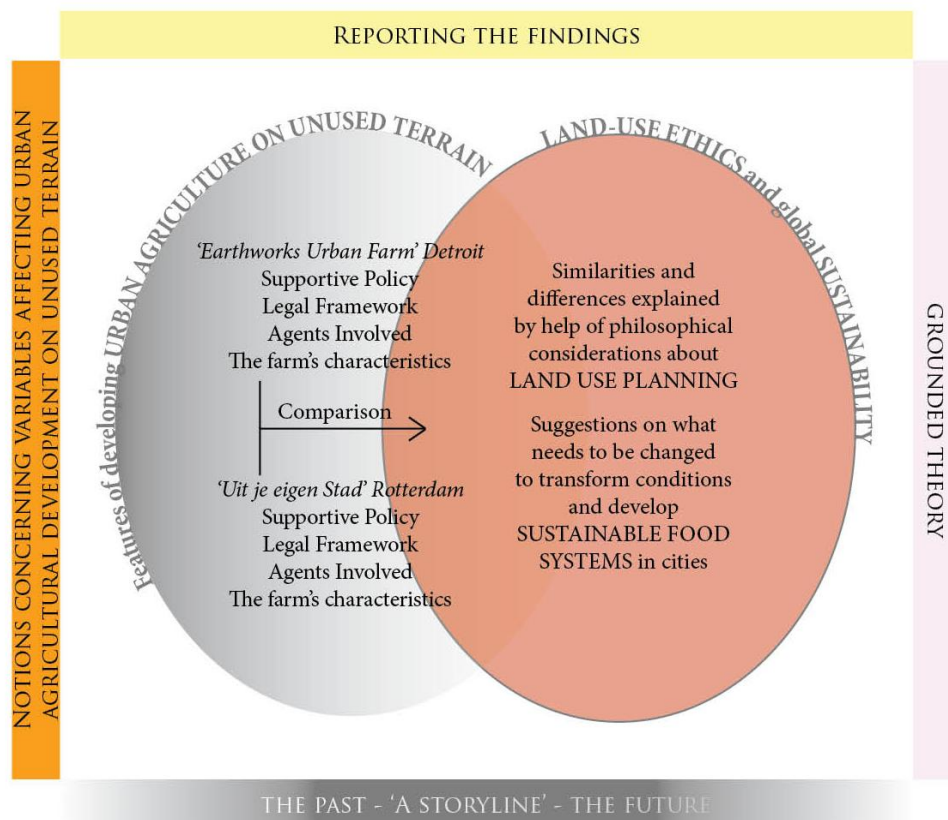 REPORTING THE FINDINGS
NOTIONS CONCERNING VARIABLES AFFECTING URBAN
AGRICULTURAL DEVELOPMENT ON UNUSED TERRAIN
Features of developing URBAN AGRICULTURE ON UNUSED TERRAIN
‘Earthworks Urban Farm’ Detroit
Supportive Policy
Legal Framework
Agents Involved
The farm’s characteristics
Comparison
‘Uit je eigen Stad’ Rotterdam
Supportive Policy
Legal Framework
Agents Involved
The farm’s characteristics
LAND-USE ETHICS and global SUSTAINABILITY
Similarities and
differences explained
by help of philosophical
considerations about
LAND USE PLANNING
Suggestions on what
needs to be changed
to transform conditions
and develop
SUSTAINABLE FOOD
SYSTEMS in cities
GROUNDED THEORY
THE PAST - ‘A STORYLINE’ - THE FUTURE